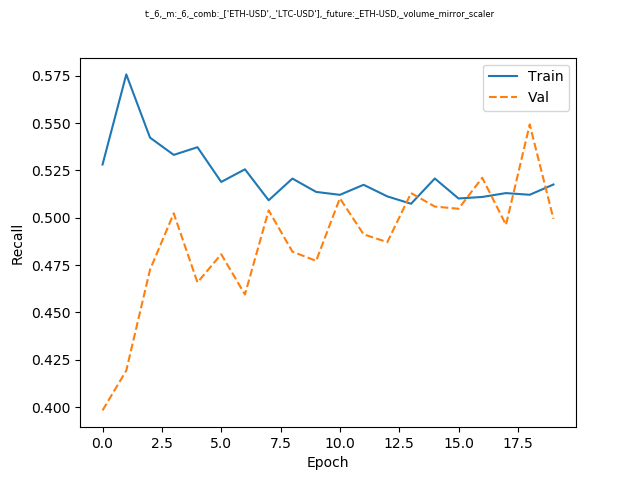 t:_6,_m:_6,_comb:_['ETH-USD',_'LTC-USD'],_future:_ETH-USD,_volume_mirror_scaler
Train
Val
0.575
0.550
0.525
0.500
0.475
0.450
0.425
0.400
Recall
0.0 2.5 5.0 7.5 10.0 12.5 15.0 17.5
Epoch